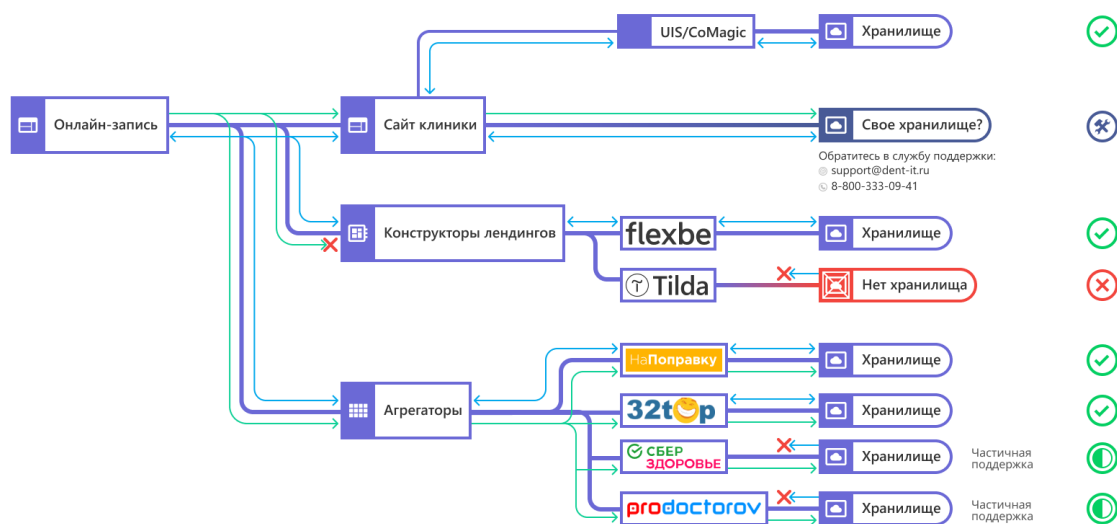 UIS/CoMagic
Хранилище
Онлайн-запись
Сайт клиники
Свое хранилище?
Обратитесь в службу поддержки:
support@dent-it.ru
8-800-333-09-41
Конструкторы лендингов
flexbe
Хранилище
Tilda
Нет хранилища
НаПоправку
Хранилище
Агрегаторы
32top
Хранилище
СБЕР
ЗДОРОВЬЕ
Хранилище
Частичная
поддержка
prodoctorov
Хранилище
Частичная
поддержка